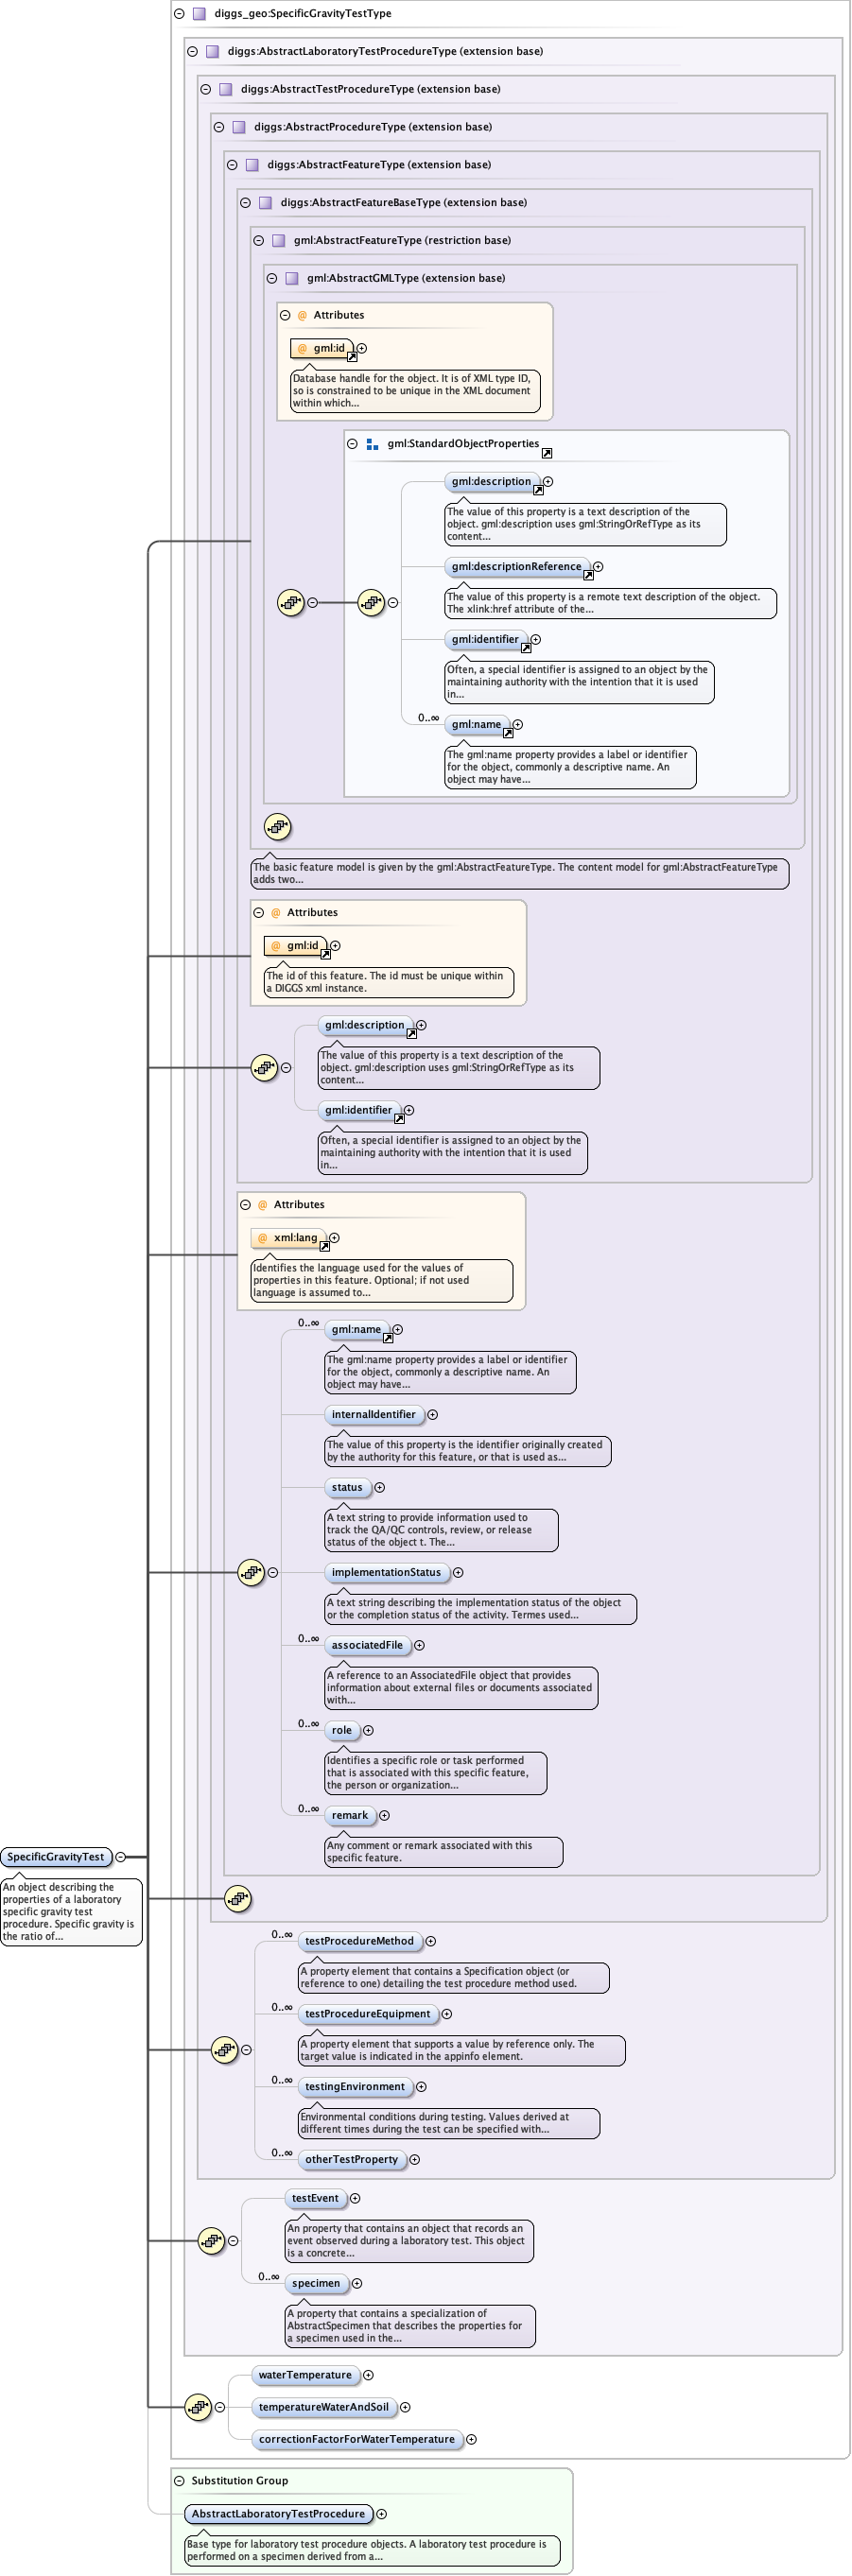 diggs_geo:SpecificGravityTestType
diggs:AbstractLaboratoryTestProcedureType (extension base)
diggs:AbstractTestProcedureType (extension base)
diggs:AbstractProcedureType (extension base)
diggs:AbstractFeatureType (extension base)
diggs:AbstractFeatureBaseType (extension base)
gml:AbstractFeatureType (restriction base)
gml:AbstractGMLType (extension base)
@ Attributes
@ gml:id
Database handle for the object. It is of XML type ID,
so is constrained to be unique in the XML document
within which...
gml:StandardObjectProperties
gml:description
The value of this property is a text description of the
object. gml:description uses gml:StringOrRefType as its
content...
gml:descriptionReference
The value of this property is a remote text description of the object.
The xlink:href attribute of the...
gml:identifier
Often, a special identifier is assigned to an object by the
maintaining authority with the intention that it is used
in...
0..∞
gml:name
The gml:name property provides a label or identifier
for the object, commonly a descriptive name. An
object may have...
The basic feature model is given by the gml:AbstractFeatureType. The content model for gml:AbstractFeatureType
adds two...
@ Attributes
@ gml:id
The id of this feature. The id must be unique within
a DIGGS xml instance.
gml:description
The value of this property is a text description of the
object. gml:description uses gml:StringOrRefType as its
content...
gml:identifier
Often, a special identifier is assigned to an object by the
maintaining authority with the intention that it is used
in...
@ Attributes
@ xml:lang
Identifies the language used for the values of
properties in this feature. Optional; if not used
language is assumed to...
0..∞
gml:name
The gml:name property provides a label or identifier
for the object, commonly a descriptive name. An
object may have...
internalIdentifier
The value of this property is the identifier originally created
by the authority for this feature, or that is used as...
status
A text string to provide information used to
track the QA/QC controls, review, or release
status of the object t. The...
implementationStatus
A text string describing the implementation status of the object
or the completion status of the activity. Termes used...
0..∞
associatedFile
A reference to an AssociatedFile object that provides
information about external files or documents associated
with...
0..∞
role
Identifies a specific role or task performed
that is associated with this specific feature,
the person or organization...
0..∞
remark
Any comment or remark associated with this
specific feature.
SpecificGravityTest
An object describing the
properties of a laboratory
specific gravity test
procedure. Specific gravity is
the ratio of...
0..∞
testProcedureMethod
A property element that contains a Specification object (or
reference to one) detailing the test procedure method used.
0..∞
testProcedureEquipment
A property element that supports a value by reference only. The
target value is indicated in the appinfo element.
0..∞
testingEnvironment
Environmental conditions during testing. Values derived at
different times during the test can be specified with...
0..∞
otherTestProperty
testEvent
An property that contains an object that records an
event observed during a laboratory test. This object
is a concrete...
0..∞
specimen
A property that contains a specialization of
AbstractSpecimen that describes the properties for
a specimen used in the...
waterTemperature
temperatureWaterAndSoil
correctionFactorForWaterTemperature
Substitution Group
AbstractLaboratoryTestProcedure
Base type for laboratory test procedure objects. A laboratory test procedure is
performed on a specimen derived from a...